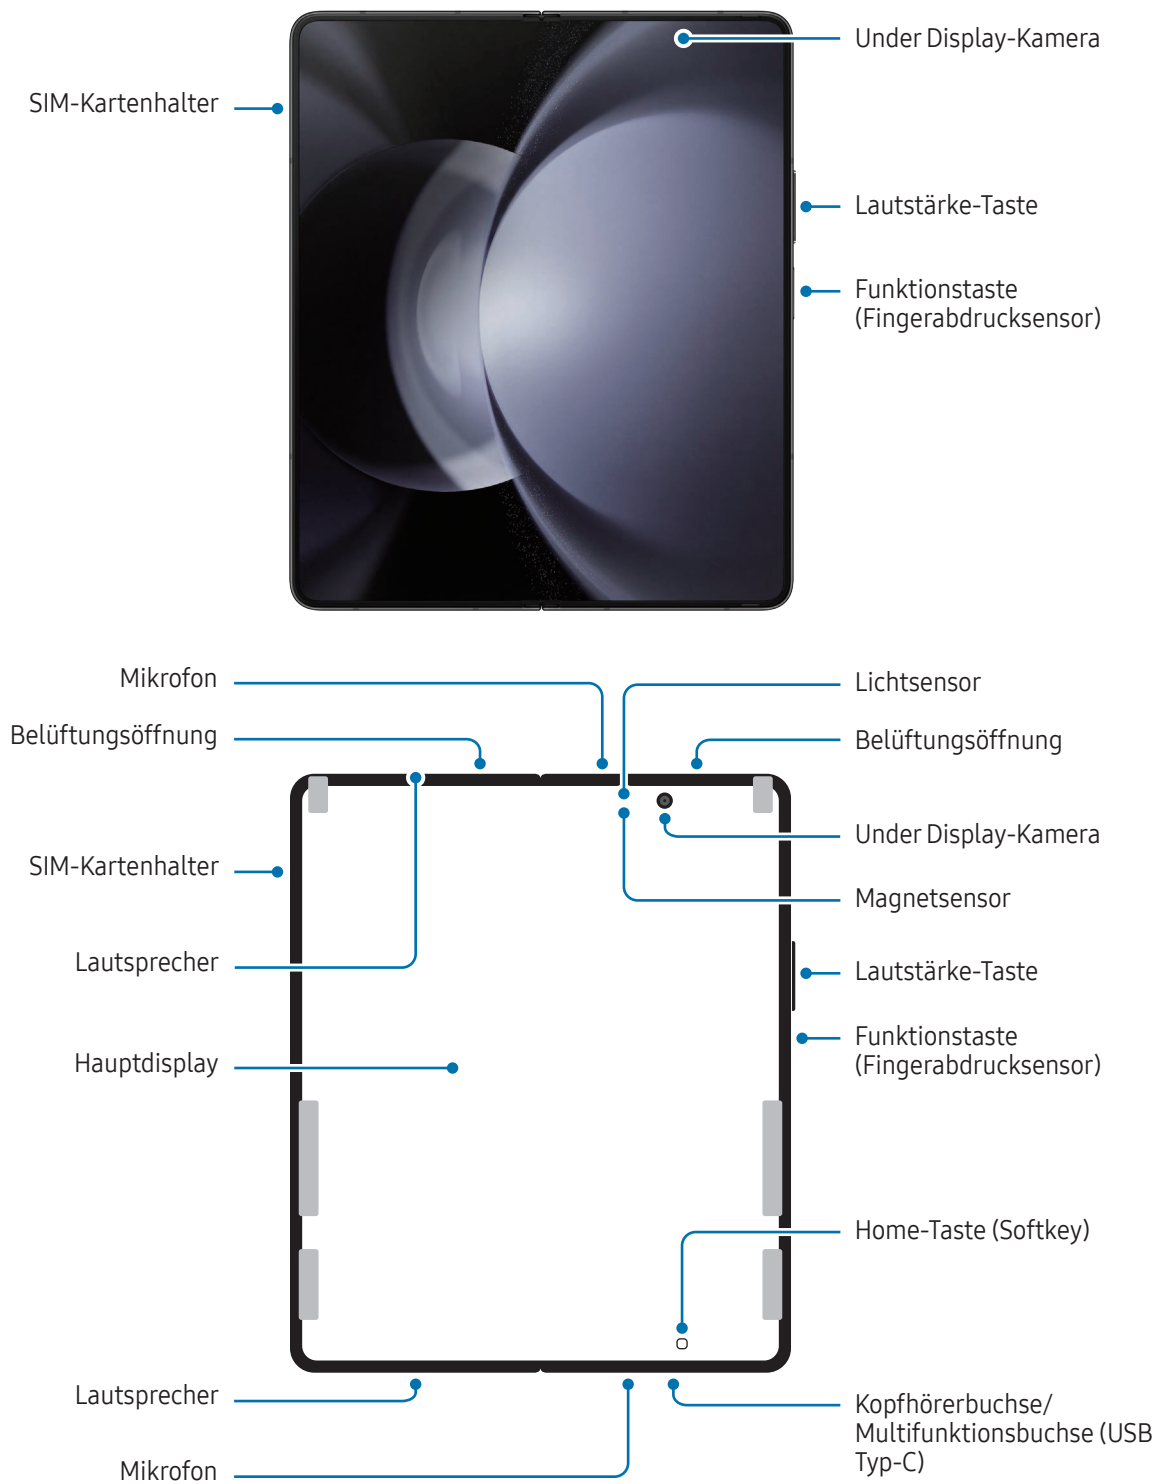 Under Display-Kamera
SIM-Kartenhalter
Lautstärke-Taste
Funktionstaste
(Fingerabdrucksensor)
Mikrofon
Lichtsensor
Belüftungsöffnung
Belüftungsöffnung
Under Display-Kamera
SIM-Kartenhalter
Magnetsensor
Lautsprecher
Lautstärke-Taste
Funktionstaste
(Fingerabdrucksensor)
Hauptdisplay
Home-Taste (Softkey)
Lautsprecher
Kopfhörerbuchse/
Multifunktionsbuchse (USB
Typ-C)
Mikrofon